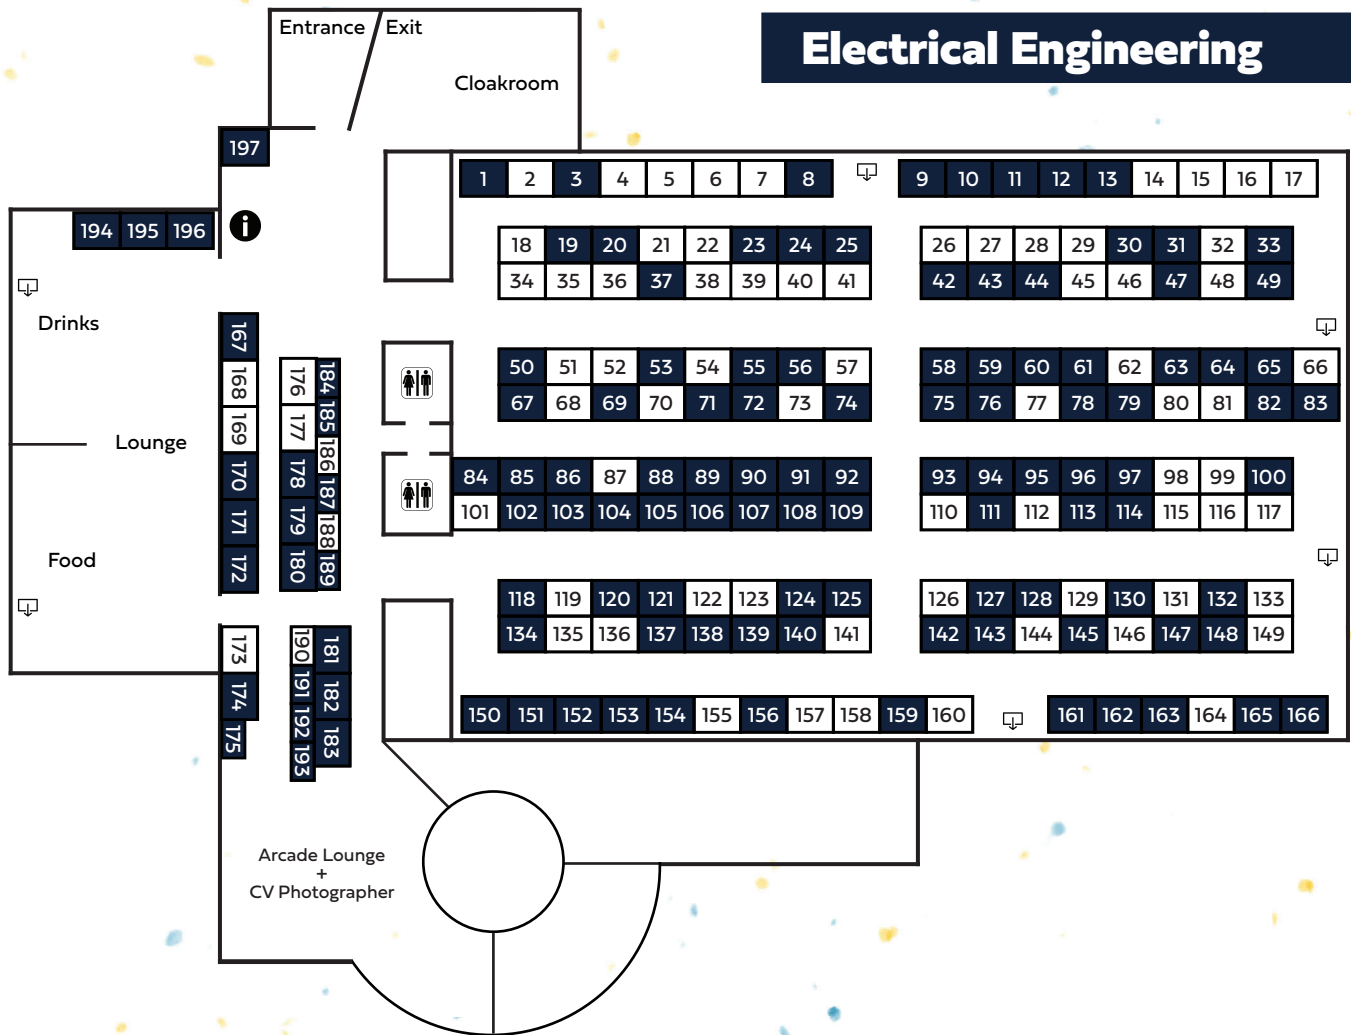 Electrical Engineering
Entrance Exit
Cloakroom
197
1 2 3 4 5 6 7 8 9 10 11 12 13 14 15 16 17
194 195 196 i
18 19 20 21 22 23 24 25 26 27 28 29 30 31 32 33
34 35 36 37 38 39 40 41 42 43 44 45 46 47 48 49
Drinks
50 51 52 53 54 55 56 57 58 59 60 61 62 63 64 65 66
67 68 69 70 71 72 73 74 75 76 77 78 79 80 81 82 83
Lounge
84 85 86 87 88 89 90 91 92 93 94 95 96 97 98 99 100
101 102 103 104 105 106 107 108 109 110 111 112 113 114 115 116 117
Food
118 119 120 121 122 123 124 125 126 127 128 129 130 131 132 133
134 135 136 137 138 139 140 141 142 143 144 145 146 147 148 149
150 151 152 153 154 155 156 157 158 159 160 161 162 163 164 165 166
167 168 169 170 171 172
173 174 175
176 177 178 179 180
181 182 183
184 185 186 187 188 189
190 191 192 193
Arcade Lounge
+
CV Photographer